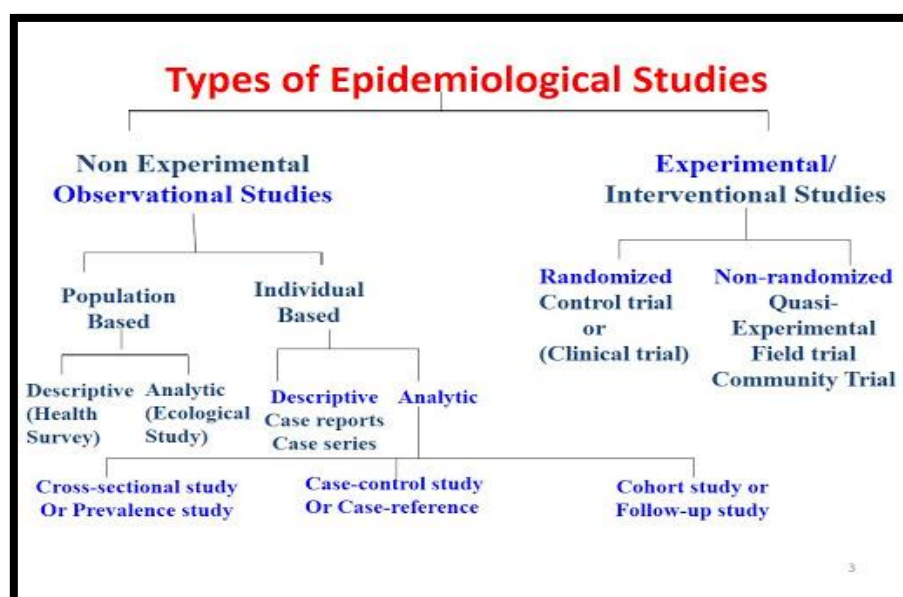 Types of Epidemiological Studies
Non Experimental
Observational Studies
Experimental/
Interventional Studies
Population
Based
Individual
Based
Randomized
Control trial
or
(Clinical trial)
Non-randomized
Quasi-
Experimental
Field trial
Community Trial
Descriptive
(Health
Survey)
Analytic
(Ecological
Study)
Descriptive
Case reports
Case series
Analytic
Cross-sectional study
Or Prevalence study
Case-control study
Or Case-reference
Cohort study or
Follow-up study
3